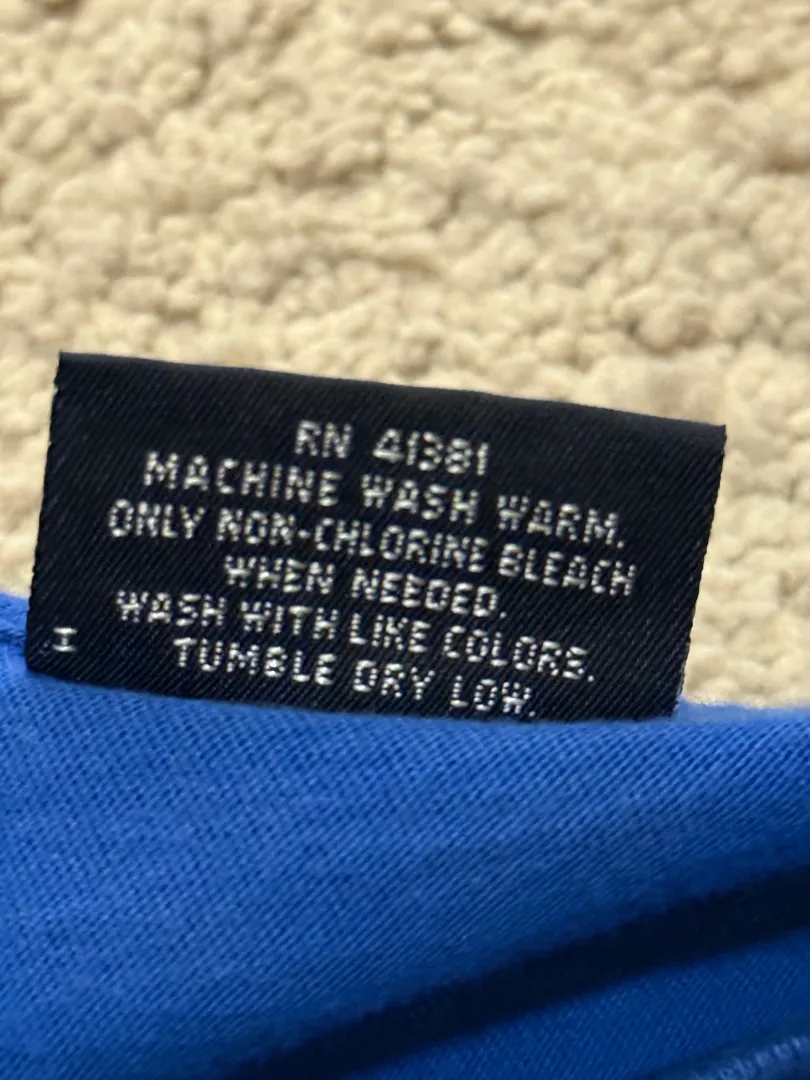 RN 41381
MACHINE WASH WARM.
ONLY NON-CHLORINE BLEACH
WHEN NEEDED.
WASH WITH LIKE COLORS.
TUMBLE DRY LOW.
I